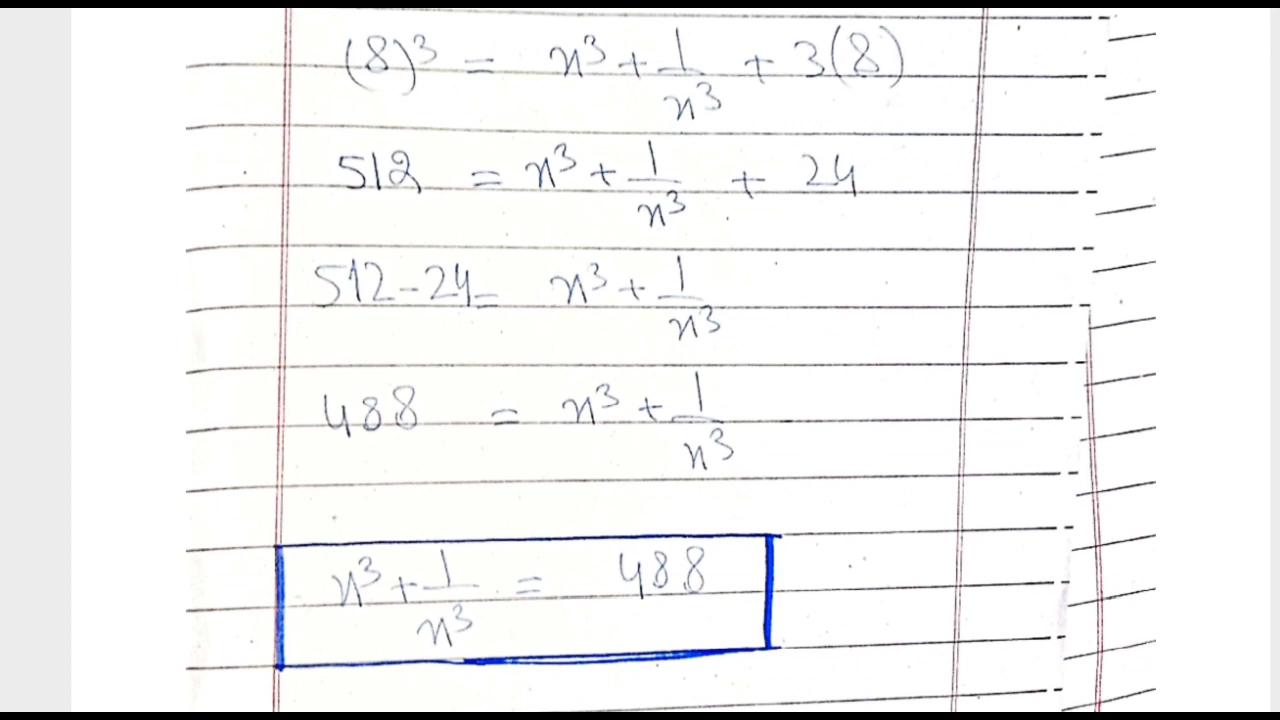 (8)³ = x³ + 1/x³ + 3(8)
512 = x³ + 1/x³ + 24
512 - 24 = x³ + 1/x³
488 = x³ + 1/x³
x³ + 1/x³ = 488